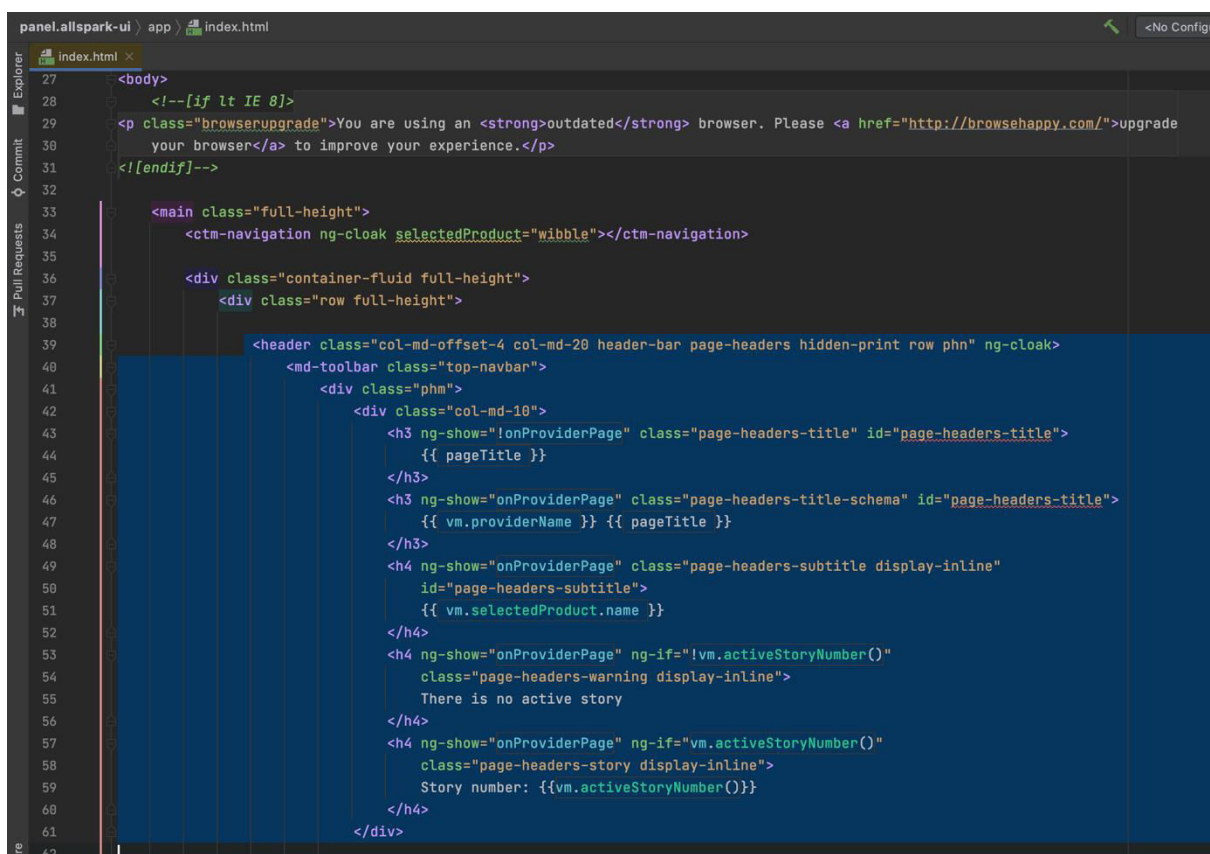 panel.allspark-ui 〉 app 〉 index.html
<No Config
index.html ×
Explorer
Commit
Pull Requests
27 <body>
28 <!--[if lt IE 8]>
29 <p class="browserupgrade">You are using an <strong>outdated</strong> browser. Please <a href="http://browsehappy.com/">upgrade
30 your browser</a> to improve your experience.</p>
31 <![endif]-->
32
33 <main class="full-height">
34 <ctm-navigation ng-cloak selectedProduct="wibble"></ctm-navigation>
35
36 <div class="container-fluid full-height">
37 <div class="row full-height">
38
39 <header class="col-md-offset-4 col-md-20 header-bar page-headers hidden-print row phn" ng-cloak>
40 <md-toolbar class="top-navbar">
41 <div class="phm">
42 <div class="col-md-10">
43 <h3 ng-show="!onProviderPage" class="page-headers-title" id="page-headers-title">
44 {{ pageTitle }}
45 </h3>
46 <h3 ng-show="onProviderPage" class="page-headers-title-schema" id="page-headers-title">
47 {{ vm.providerName }} {{ pageTitle }}
48 </h3>
49 <h4 ng-show="onProviderPage" class="page-headers-subtitle display-inline"
50 id="page-headers-subtitle">
51 {{ vm.selectedProduct.name }}
52 </h4>
53 <h4 ng-show="onProviderPage" ng-if="!vm.activeStoryNumber()"
54 class="page-headers-warning display-inline">
55 There is no active story
56 </h4>
57 <h4 ng-show="onProviderPage" ng-if="vm.activeStoryNumber()"
58 class="page-headers-story display-inline">
59 Story number: {{vm.activeStoryNumber()}}
60 </h4>
61 </div>